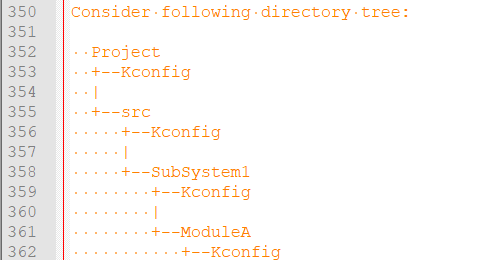 350 Consider following directory tree:
351
352   Project
353   +--Kconfig
354   |
355   +--src
356      +--Kconfig
357      |
358      +--SubSystem1
359         +--Kconfig
360         |
361         +--ModuleA
362            +--Kconfig